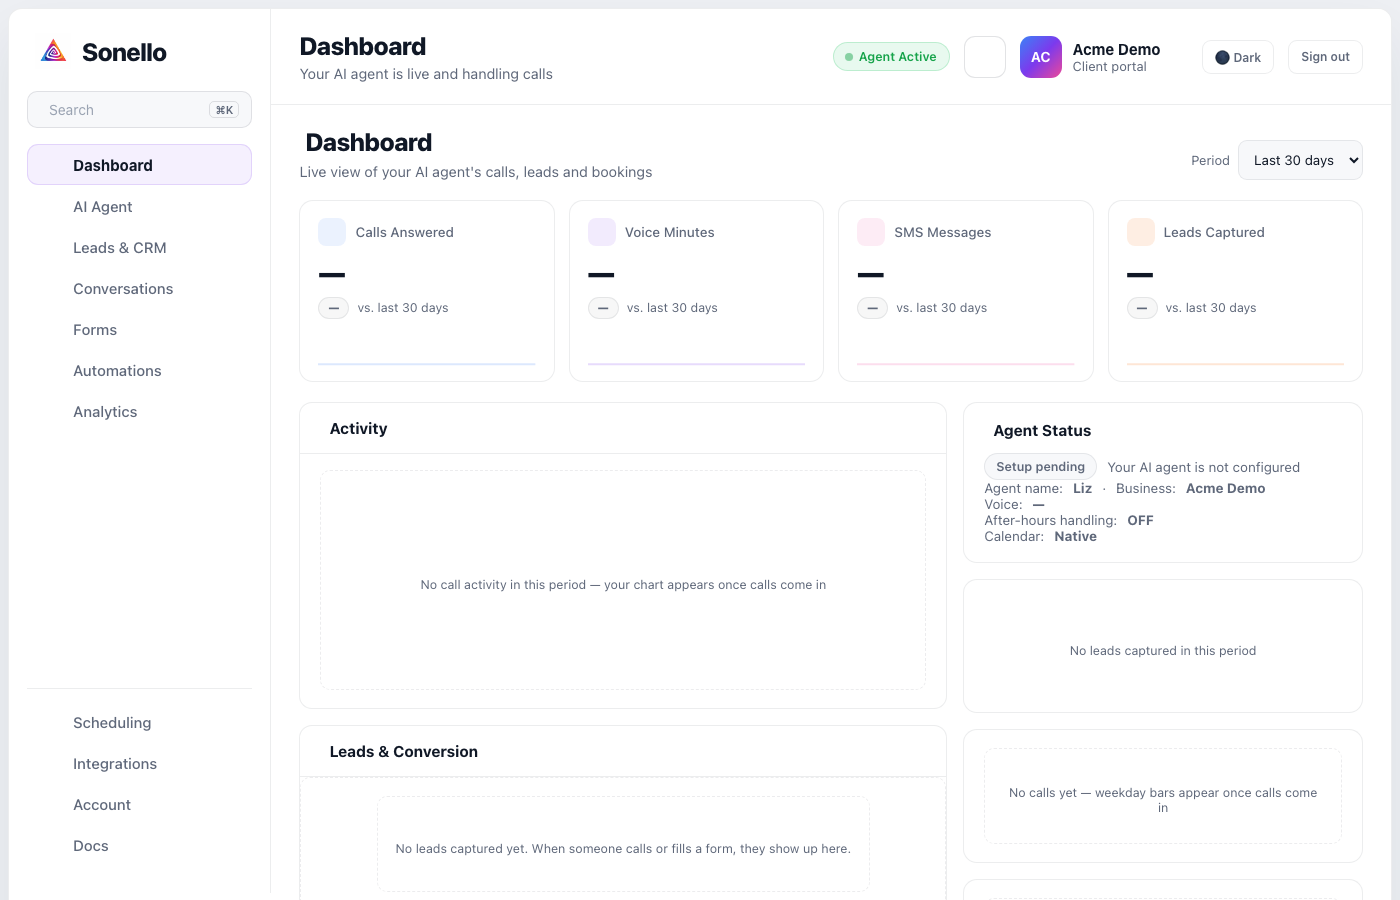 Sonello
Search ⌘K
Dashboard
AI Agent
Leads & CRM
Conversations
Forms
Automations
Analytics
Scheduling
Integrations
Account
Docs
Dashboard
Your AI agent is live and handling calls
Agent Active
AC
Acme Demo
Client portal
Dark
Sign out
Dashboard
Live view of your AI agent's calls, leads and bookings
Period
Last 30 days
Calls Answered
—
— vs. last 30 days
Voice Minutes
—
— vs. last 30 days
SMS Messages
—
— vs. last 30 days
Leads Captured
—
— vs. last 30 days
Activity
No call activity in this period — your chart appears once calls come in
Leads & Conversion
No leads captured yet. When someone calls or fills a form, they show up here.
Agent Status
Setup pending Your AI agent is not configured
Agent name: Liz · Business: Acme Demo
Voice: —
After-hours handling: OFF
Calendar: Native
No leads captured in this period
No calls yet — weekday bars appear once calls come
in